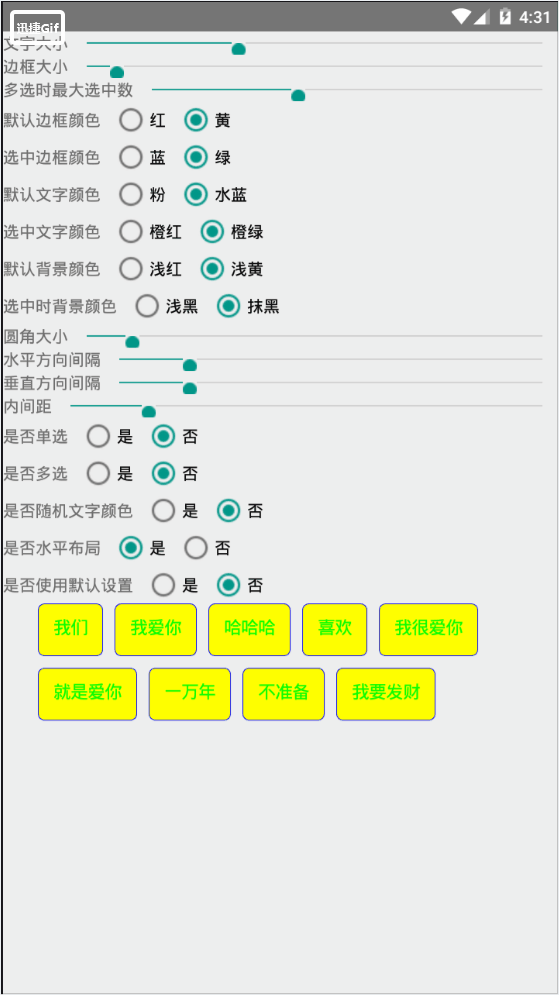 迅捷Gif
4:31
文字大小
边框大小
多选时最大选中数
默认边框颜色 红 黄
选中边框颜色 蓝 绿
默认文字颜色 粉 水蓝
选中文字颜色 橙红 橙绿
默认背景颜色 浅红 浅黄
选中时背景颜色 浅黑 抹黑
圆角大小
水平方向间隔
垂直方向间隔
内间距
是否单选 是 否
是否多选 是 否
是否随机文字颜色 是 否
是否水平布局 是 否
是否使用默认设置 是 否
我们 我爱你 哈哈哈 喜欢 我很爱你
就是爱你 一万年 不准备 我要发财